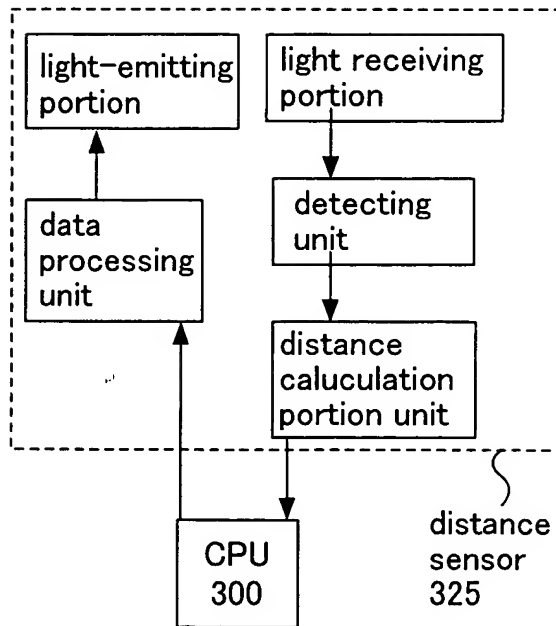 light-emitting
portion
light receiving
portion
data
processing
unit
detecting
unit
distance
caluculation
portion unit
CPU
300
distance
sensor
325